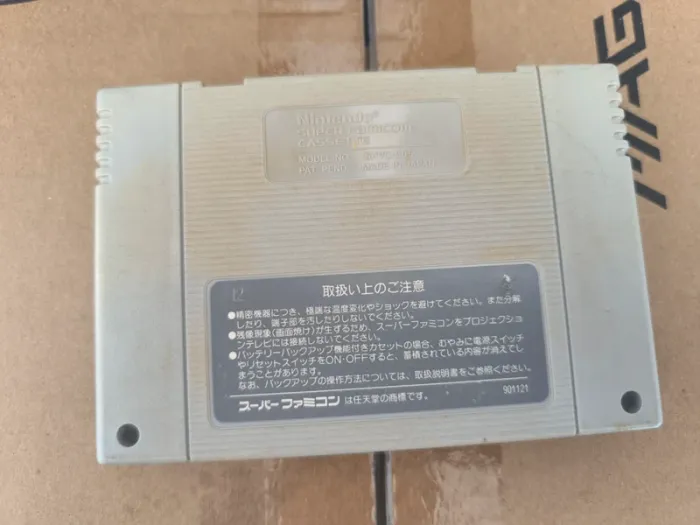 Nintendo®
SUPER FAMICOM
CASSETTE
MODEL NO.
PAT. PEND.
12
取扱い上のご注意
●精密機器につき、極端な温度変化やショックを避けてください。また分解
したり、端子部を汚したりしないでください。
●残像現象(画面焼け)が生ずるため、スーパーファミコンをプロジェクショ
ンテレビには接続しないでください。
●バッテリーバックアップ機能付きカセットの場合、むやみに電源スイッチ
やリセットスイッチをON・OFFすると、蓄積されている内容が消えてし
まうことがあります。
なお、バックアップの操作方法については、取扱説明書をご参照ください。
スーパーファミコン は任天堂の商標です。
901121